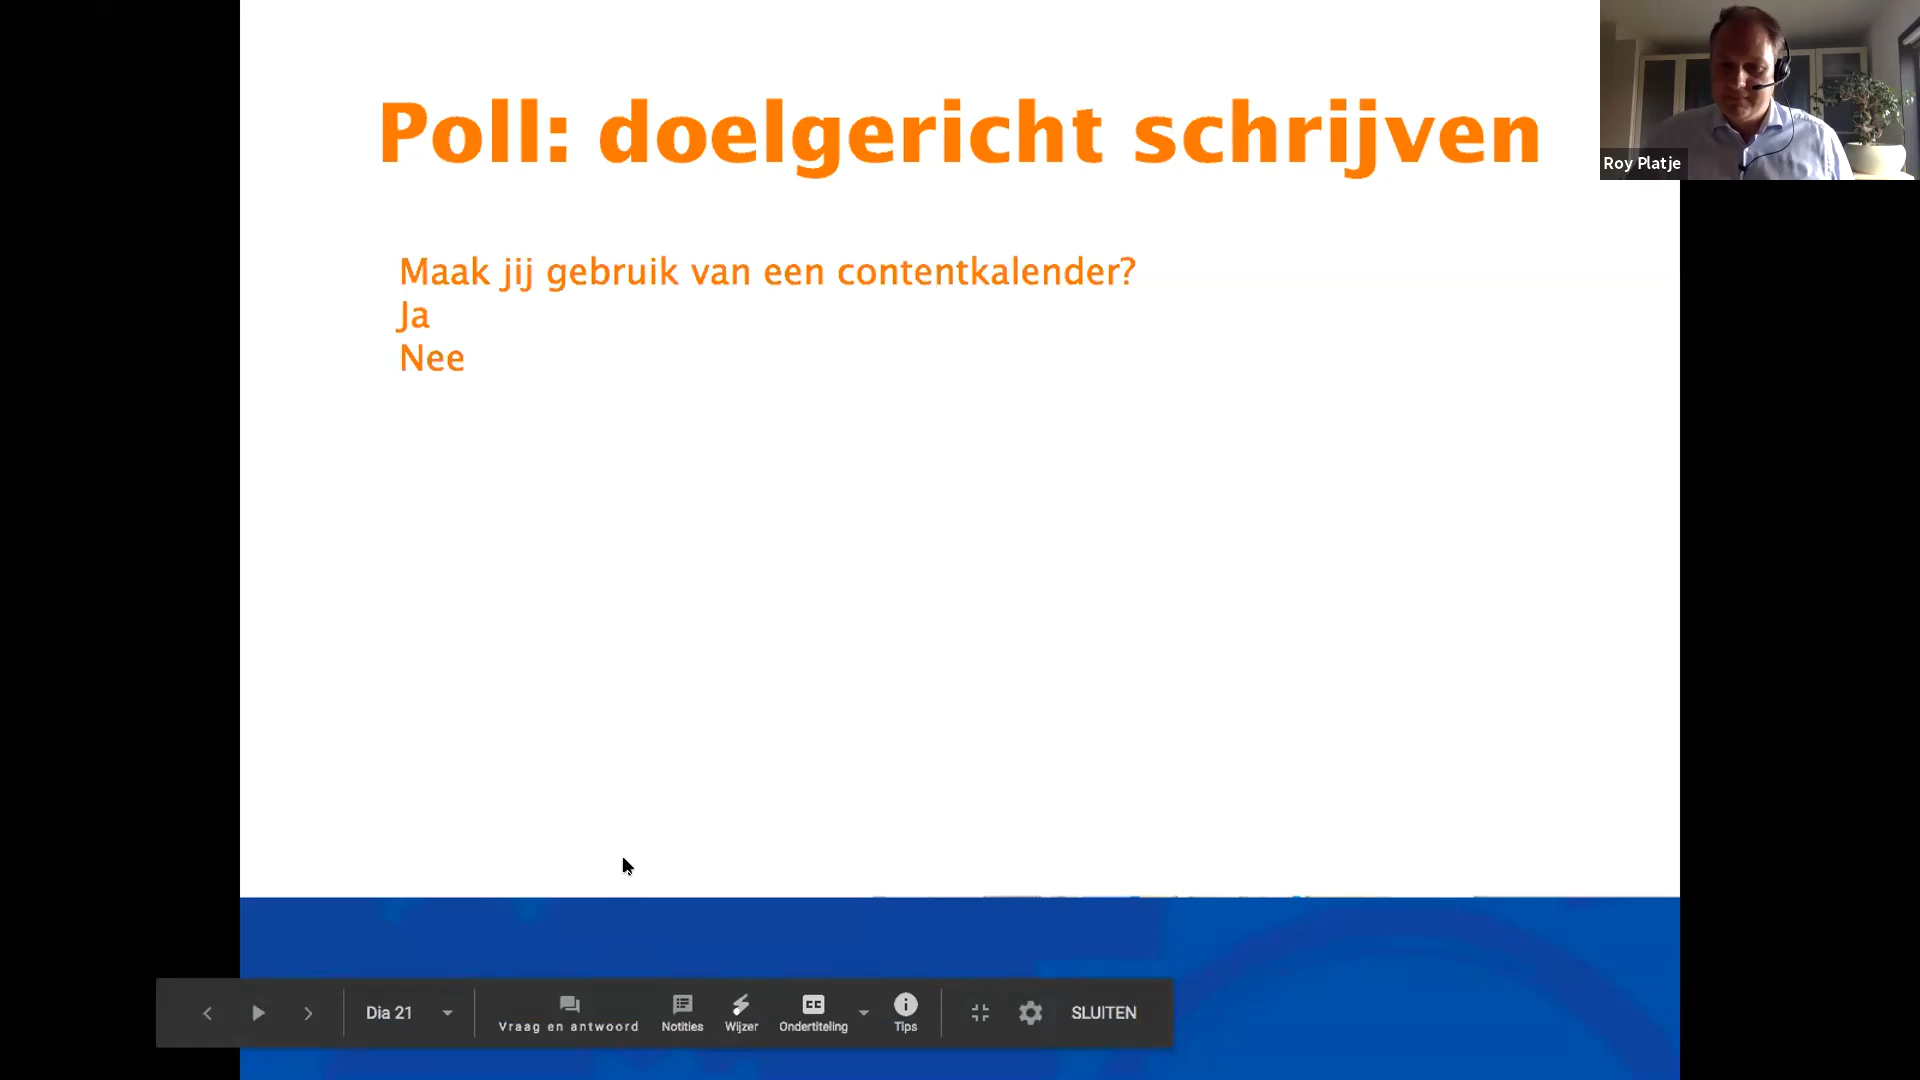 Poll: doelgericht schrijven
Roy Platje
Maak jij gebruik van een contentkalender?
Ja
Nee
Dia 21
Vraag en antwoord
Notities
Wijzer
Ondertiteling
Tips
SLUITEN